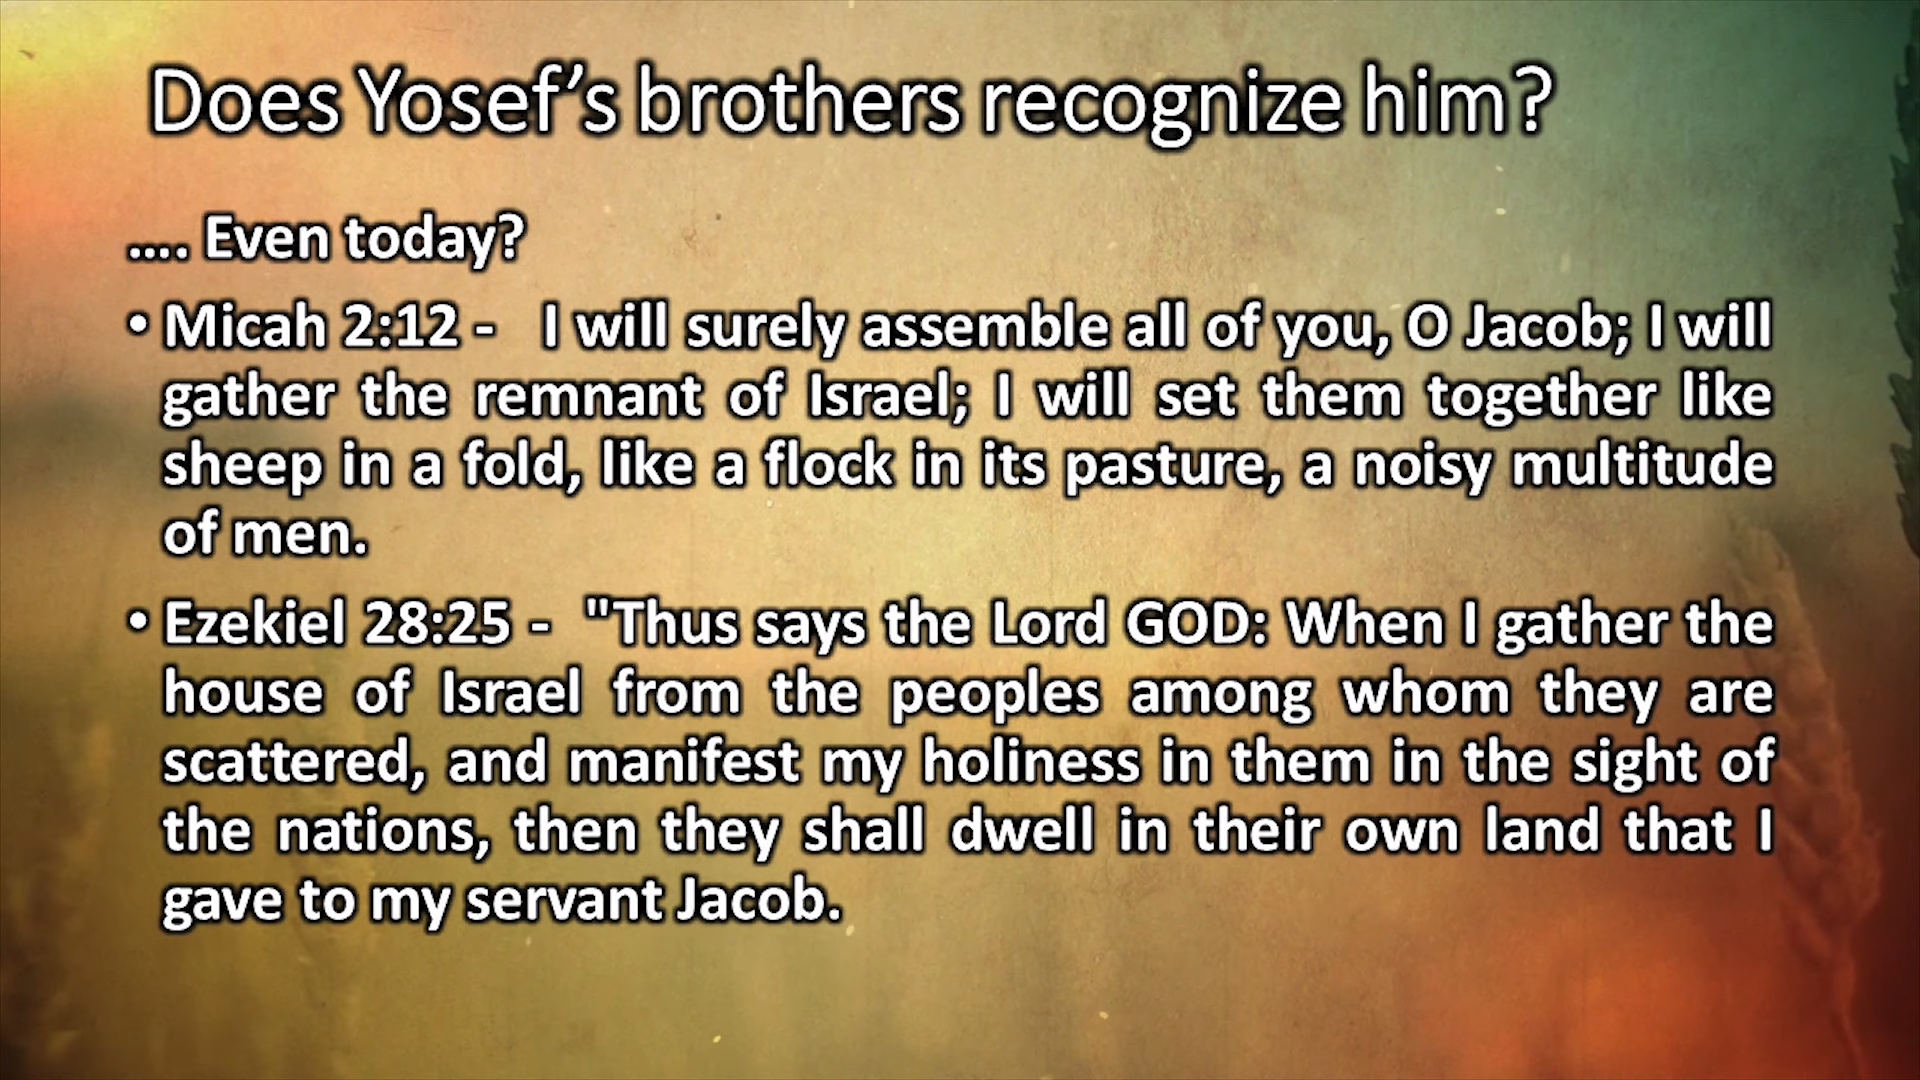 Does Yosef’s brothers recognize him?
.... Even today?
• Micah 2:12 - I will surely assemble all of you, O Jacob; I will
gather the remnant of Israel; I will set them together like
sheep in a fold, like a flock in its pasture, a noisy multitude
of men.
• Ezekiel 28:25 - "Thus says the Lord GOD: When I gather the
house of Israel from the peoples among whom they are
scattered, and manifest my holiness in them in the sight of
the nations, then they shall dwell in their own land that I
gave to my servant Jacob.